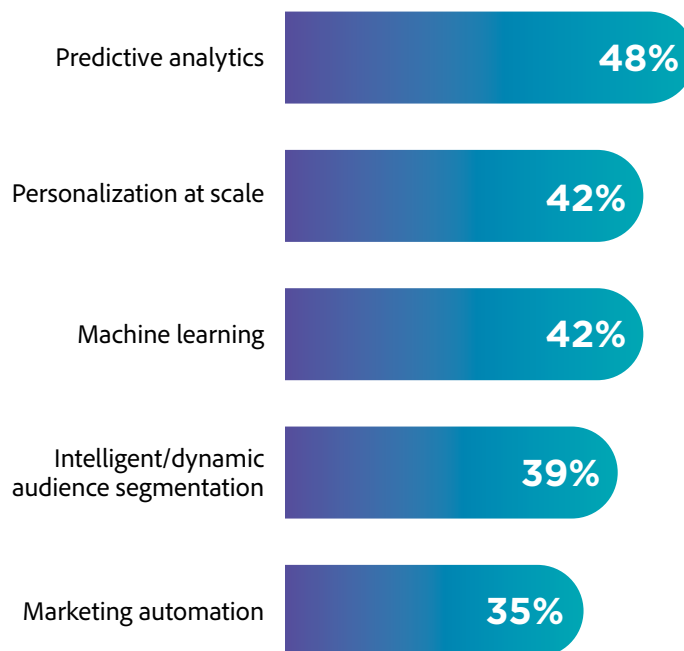 Predictive analytics
48%
Personalization at scale
42%
Machine learning
42%
Intelligent/dynamic
audience segmentation
39%
Marketing automation
35%